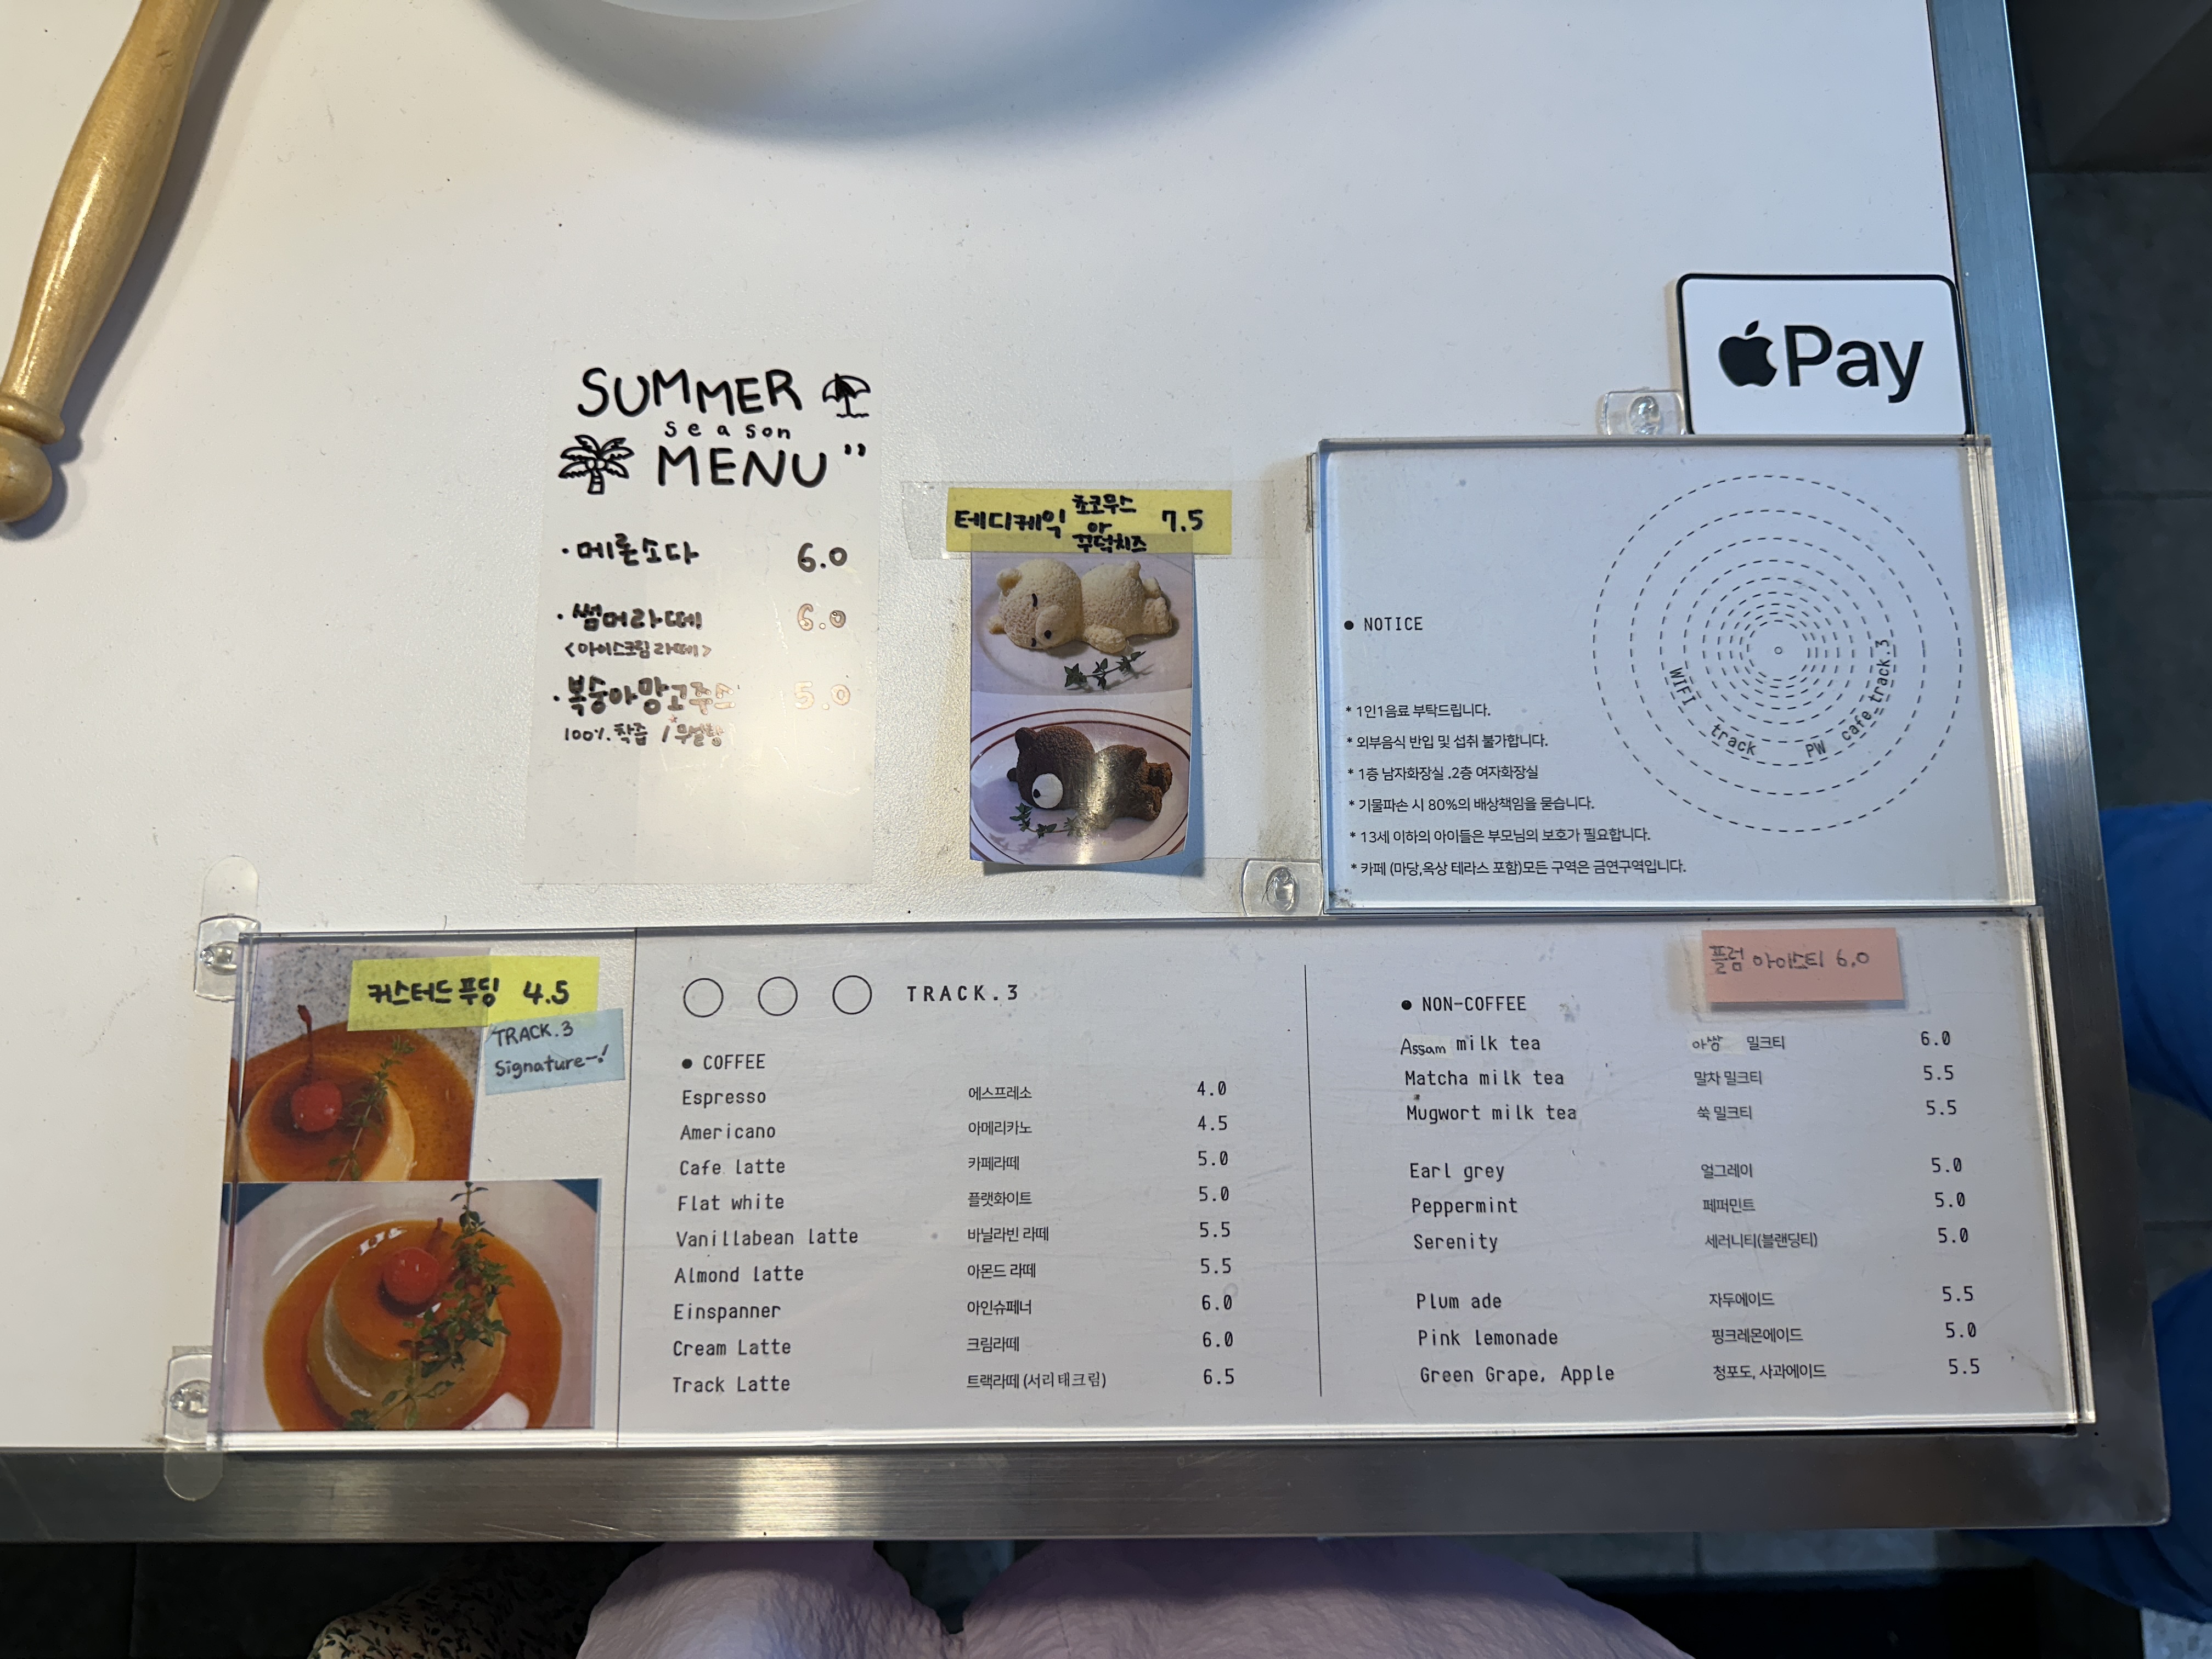 SUMMER
season
MENU "
·메론소다 6.0
·썸머라떼 6.0
<아이스크림라떼>
·복숭아망고쥬스 5.0
100%.착즙 / 무설탕
테디케익 초코무스 or 꾸덕치즈 7.5
Pay
● NOTICE
* 1인1음료 부탁드립니다.
* 외부음식 반입 및 섭취 불가합니다.
* 1층 남자화장실 .2층 여자화장실
* 기물파손 시 80%의 배상책임을 묻습니다.
* 13세 이하의 아이들은 부모님의 보호가 필요합니다.
* 카페 (마당,옥상 테라스 포함)모든 구역은 금연구역입니다.
WIFI track PW cafe_track.3
커스터드 푸딩 4.5
TRACK.3
Signature~!
TRACK.3
● COFFEE
Espresso 에스프레소 4.0
Americano 아메리카노 4.5
Cafe latte 카페라떼 5.0
Flat white 플랫화이트 5.0
Vanillabean latte 바닐라빈 라떼 5.5
Almond latte 아몬드 라떼 5.5
Einspanner 아인슈페너 6.0
Cream Latte 크림라떼 6.0
Track Latte 트랙라떼 (서리태크림) 6.5
플럼 아이스티 6.0
● NON-COFFEE
Assam milk tea 아쌈 밀크티 6.0
Matcha milk tea 말차 밀크티 5.5
Mugwort milk tea 쑥 밀크티 5.5
Earl grey 얼그레이 5.0
Peppermint 페퍼민트 5.0
Serenity 세러니티(블랜딩티) 5.0
Plum ade 자두에이드 5.5
Pink lemonade 핑크레몬에이드 5.0
Green Grape, Apple 청포도, 사과에이드 5.5